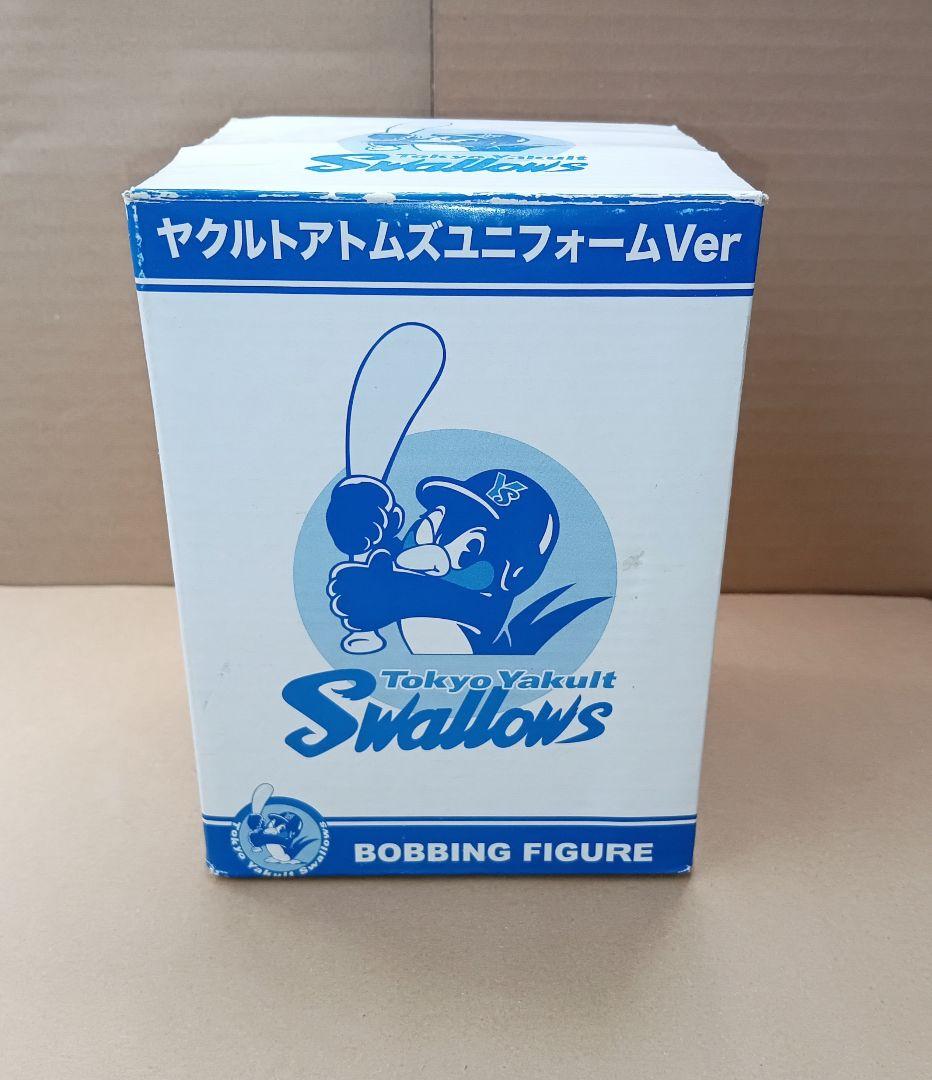 Tokyo Yakult
Swallows
ヤクルトアトムズユニフォームVer
YS
Tokyo Yakult
Swallows
Tokyo Yakult Swallows
BOBBING FIGURE